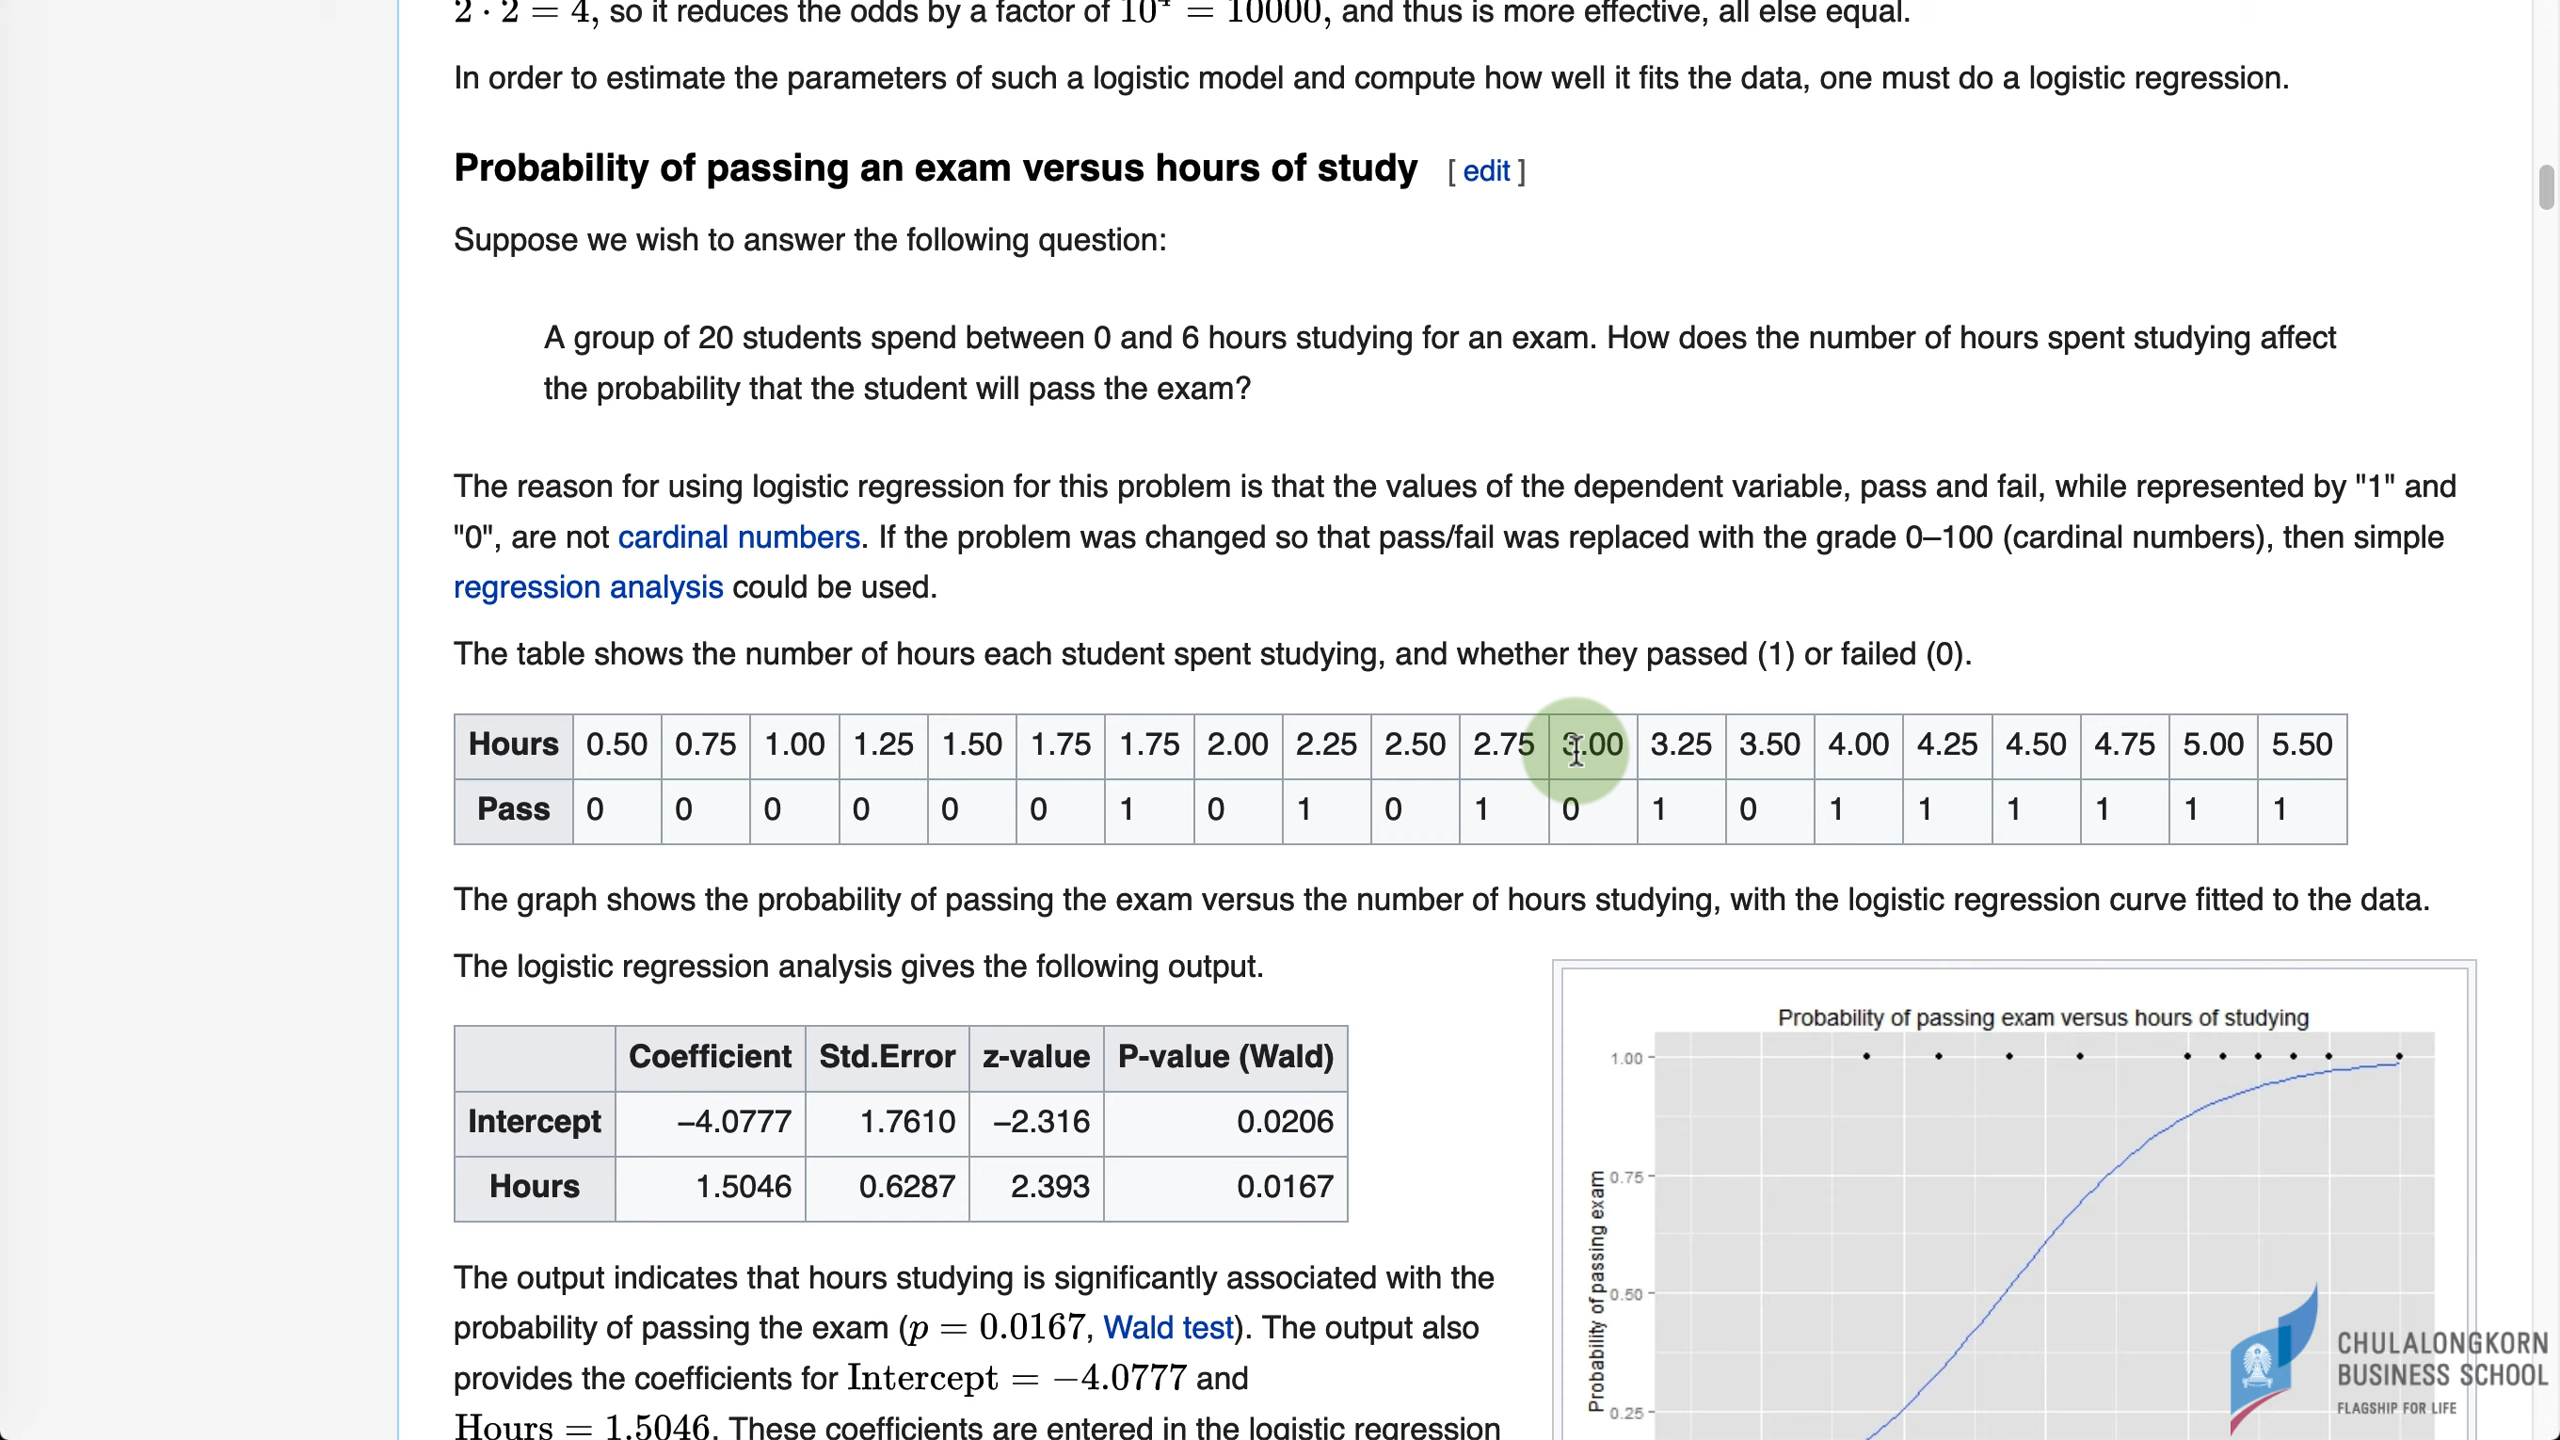 2 · 2 = 4, so it reduces the odds by a factor of 10⁴ = 10000, and thus is more effective, all else equal.
In order to estimate the parameters of such a logistic model and compute how well it fits the data, one must do a logistic regression.
Probability of passing an exam versus hours of study [ edit ]
Suppose we wish to answer the following question:
A group of 20 students spend between 0 and 6 hours studying for an exam. How does the number of hours spent studying affect
the probability that the student will pass the exam?
The reason for using logistic regression for this problem is that the values of the dependent variable, pass and fail, while represented by "1" and
"0", are not cardinal numbers. If the problem was changed so that pass/fail was replaced with the grade 0–100 (cardinal numbers), then simple
regression analysis could be used.
The table shows the number of hours each student spent studying, and whether they passed (1) or failed (0).
Hours 0.50 0.75 1.00 1.25 1.50 1.75 1.75 2.00 2.25 2.50 2.75 3.00 3.25 3.50 4.00 4.25 4.50 4.75 5.00 5.50
Pass 0 0 0 0 0 0 1 0 1 0 1 0 1 0 1 1 1 1 1 1
The graph shows the probability of passing the exam versus the number of hours studying, with the logistic regression curve fitted to the data.
The logistic regression analysis gives the following output.
Coefficient Std.Error z-value P-value (Wald)
Intercept −4.0777 1.7610 −2.316 0.0206
Hours 1.5046 0.6287 2.393 0.0167
The output indicates that hours studying is significantly associated with the
probability of passing the exam (p = 0.0167, Wald test). The output also
provides the coefficients for Intercept = −4.0777 and
Hours = 1.5046. These coefficients are entered in the logistic regression
Probability of passing exam versus hours of studying
1.00
0.75
0.50
0.25
Probability of passing exam
CHULALONGKORN
BUSINESS SCHOOL
FLAGSHIP FOR LIFE